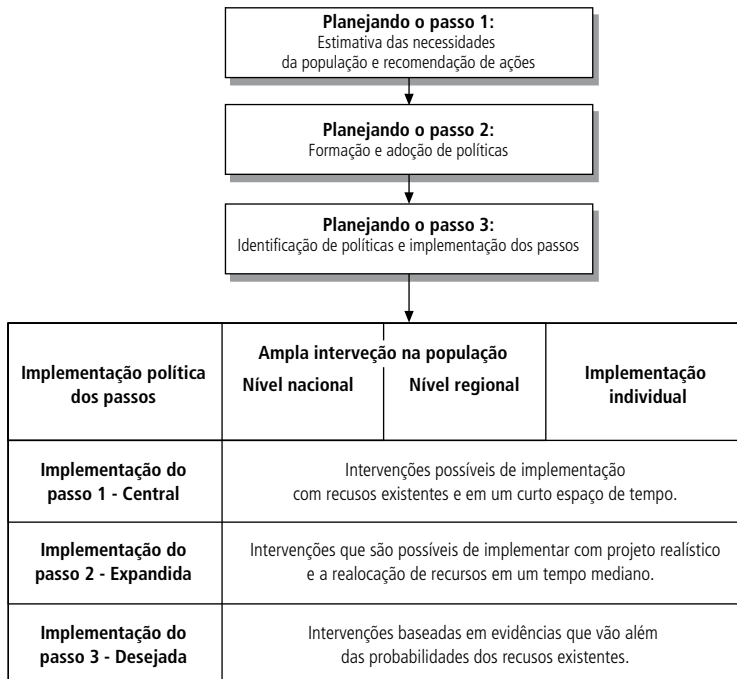 Planejando o passo 1:
Estimativa das necessidades
da população e recomendação de ações
Planejando o passo 2:
Formação e adoção de políticas
Planejando o passo 3:
Identificação de políticas e implementação dos passos
Implementação política
dos passos
Ampla interveção na população
Nível nacional
Nível regional
Implementação
individual
Implementação do
passo 1 - Central
Intervenções possíveis de implementação
com recusos existentes e em um curto espaço de tempo.
Implementação do
passo 2 - Expandida
Intervenções que são possíveis de implementar com projeto realístico
e a realocação de recursos em um tempo mediano.
Implementação do
passo 3 - Desejada
Intervenções baseadas em evidências que vão além
das probabilidades dos recusos existentes.